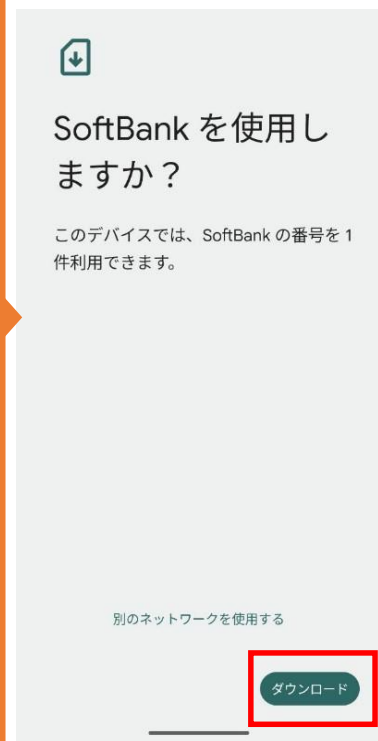 SoftBank を使用し
ますか？
このデバイスでは、SoftBank の番号を 1
件利用できます。
別のネットワークを使用する
ダウンロード